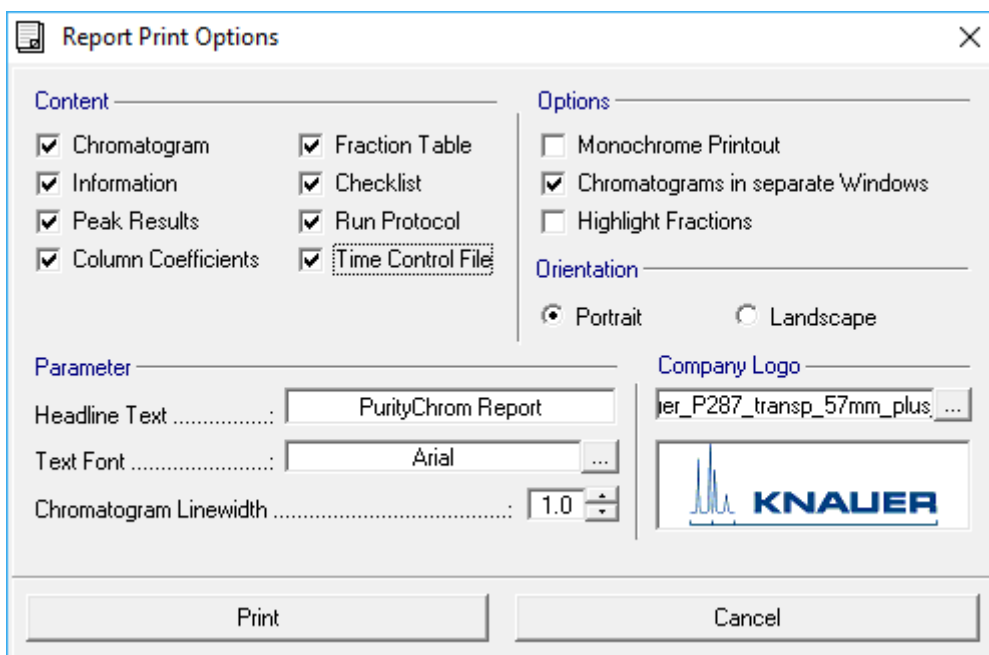 Report Print Options
Content
Chromatogram
Information
Peak Results
Column Coefficients
Fraction Table
Checklist
Run Protocol
Time Control File
Options
Monochrome Printout
Chromatograms in separate Windows
Highlight Fractions
Orientation
Portrait
Landscape
Parameter
Headline Text ................: PurityChrom Report
Text Font .......................: Arial ...
Chromatogram Linewidth .......................................: 1.0
Company Logo
er_P287_transp_57mm_plus_ ...
KNAUER
Print
Cancel